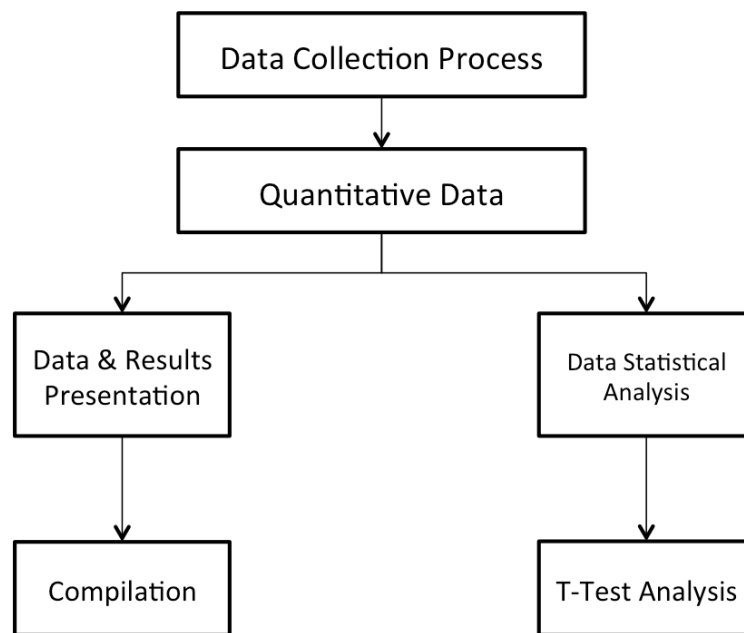 Data Collection Process
Quantitative Data
Data & Results
Presentation
Data Statistical
Analysis
Compilation
T-Test Analysis